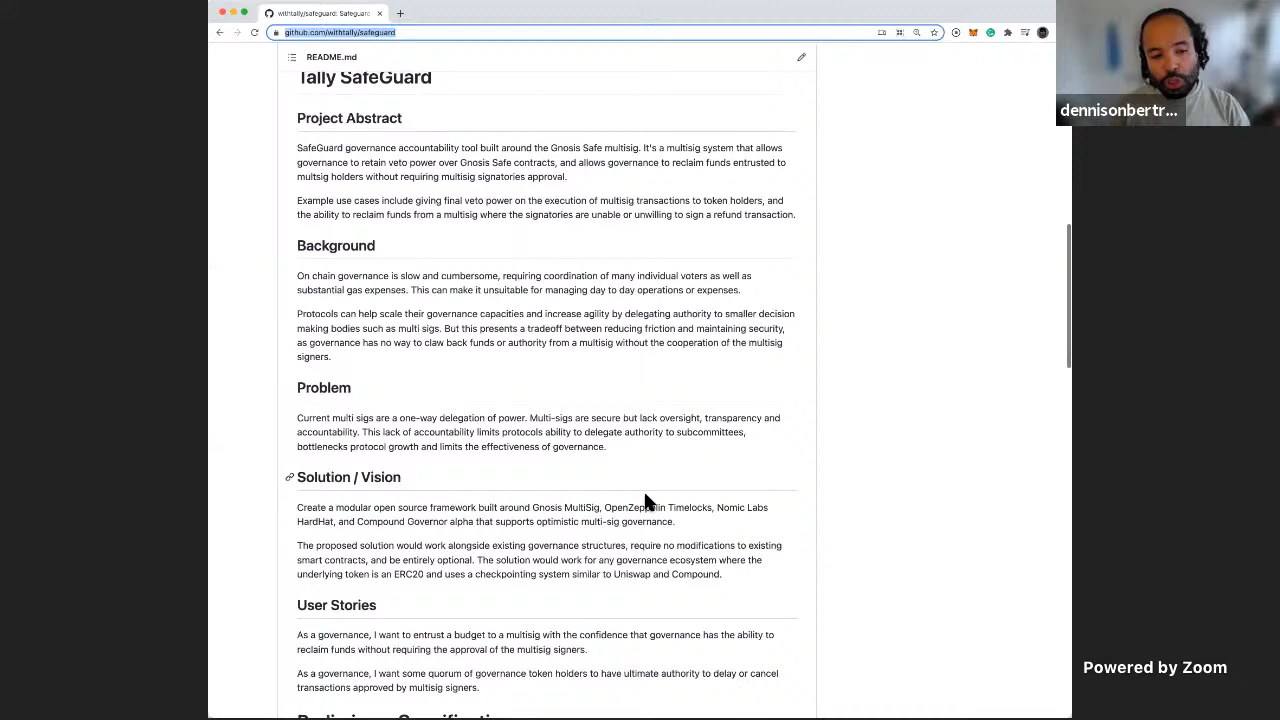 withtally/safeguard: Safeguard
github.com/withtally/safeguard
README.md
Tally SafeGuard
Project Abstract
SafeGuard governance accountability tool built around the Gnosis Safe multisig. It's a multisig system that allows
governance to retain veto power over Gnosis Safe contracts, and allows governance to reclaim funds entrusted to
multsig holders without requiring multisig signatories approval.
Example use cases include giving final veto power on the execution of multisig transactions to token holders, and
the ability to reclaim funds from a multisig where the signatories are unable or unwilling to sign a refund transaction.
Background
On chain governance is slow and cumbersome, requiring coordination of many individual voters as well as
substantial gas expenses. This can make it unsuitable for managing day to day operations or expenses.
Protocols can help scale their governance capacities and increase agility by delegating authority to smaller decision
making bodies such as multi sigs. But this presents a tradeoff between reducing friction and maintaining security,
as governance has no way to claw back funds or authority from a multisig without the cooperation of the multisig
signers.
Problem
Current multi sigs are a one-way delegation of power. Multi-sigs are secure but lack oversight, transparency and
accountability. This lack of accountability limits protocols ability to delegate authority to subcommittees,
bottlenecks protocol growth and limits the effectiveness of governance.
Solution / Vision
Create a modular open source framework built around Gnosis MultiSig, OpenZeppelin Timelocks, Nomic Labs
HardHat, and Compound Governor alpha that supports optimistic multi-sig governance.
The proposed solution would work alongside existing governance structures, require no modifications to existing
smart contracts, and be entirely optional. The solution would work for any governance ecosystem where the
underlying token is an ERC20 and uses a checkpointing system similar to Uniswap and Compound.
User Stories
As a governance, I want to entrust a budget to a multisig with the confidence that governance has the ability to
reclaim funds without requiring the approval of the multisig signers.
As a governance, I want some quorum of governance token holders to have ultimate authority to delay or cancel
transactions approved by multisig signers.
dennisonbertr...
Powered by Zoom